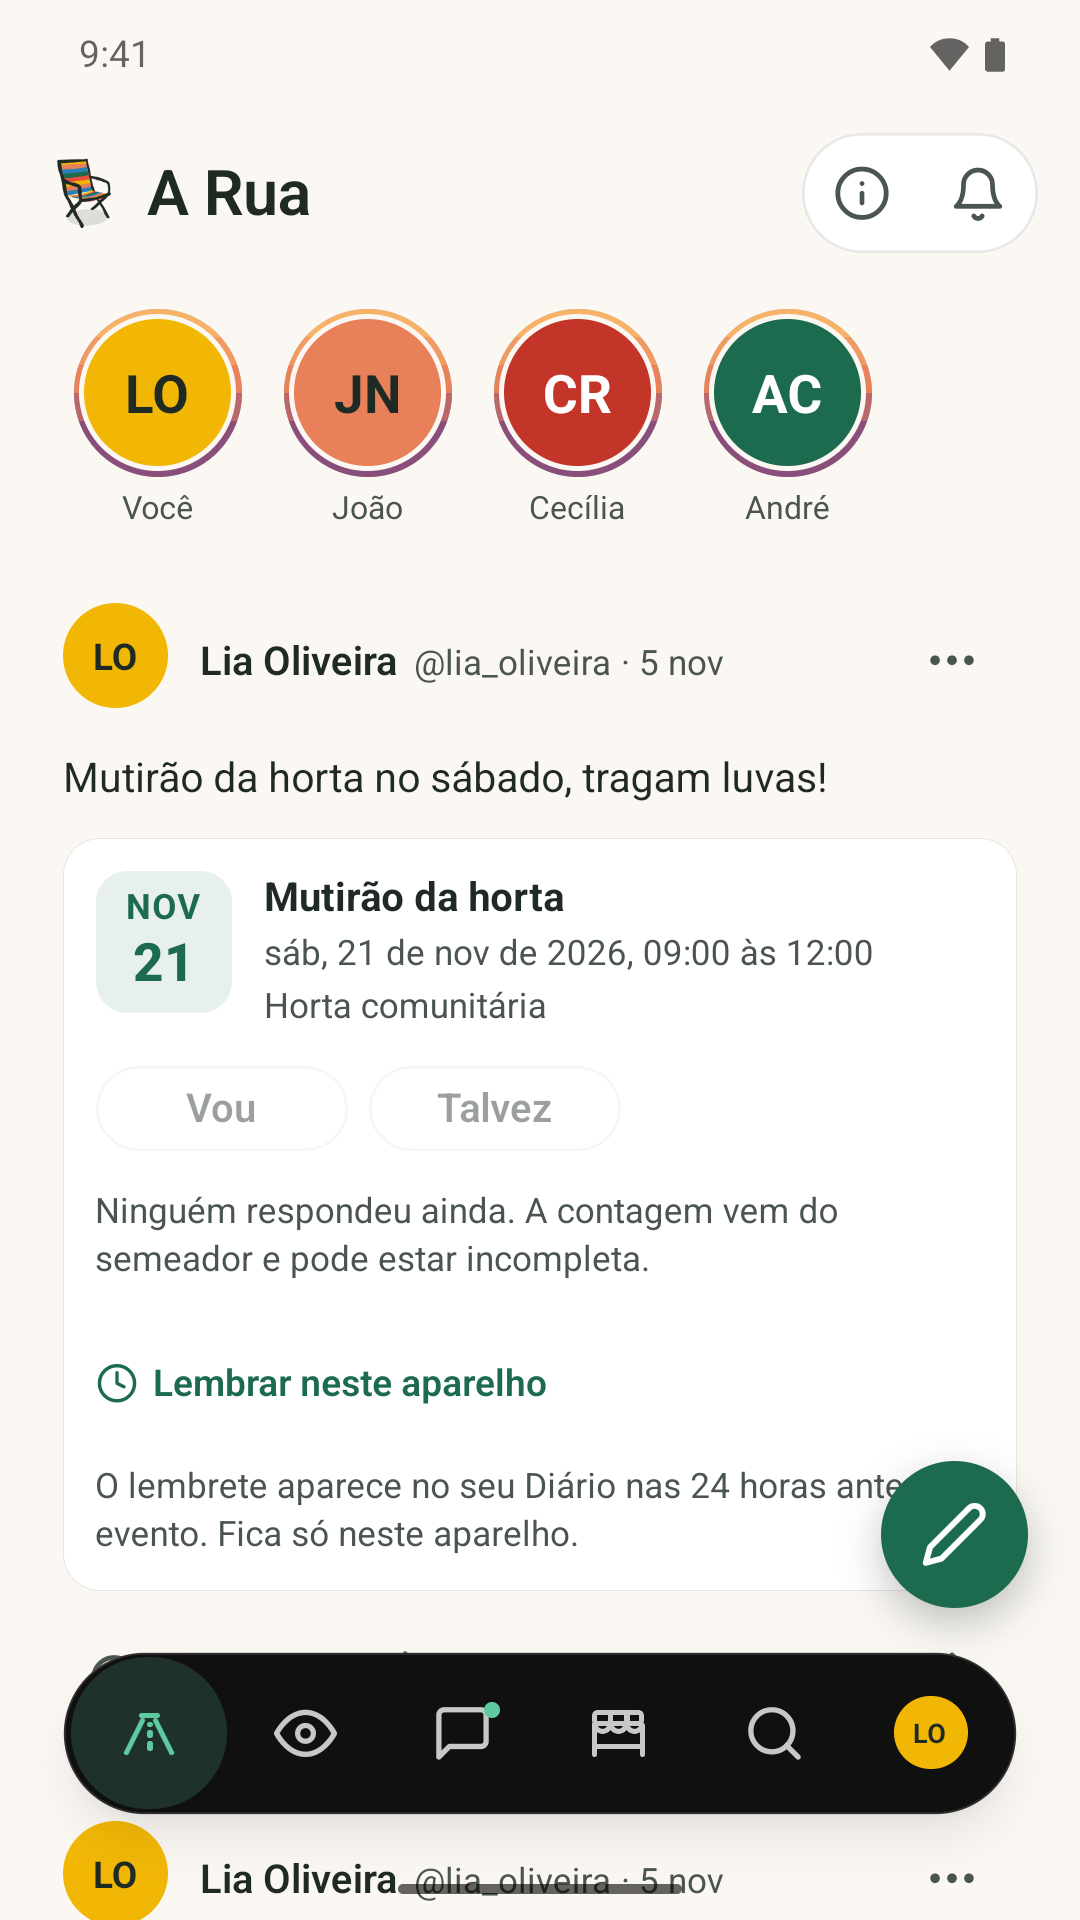 9:41
A Rua
LO
JN
CR
AC
Você
João
Cecília
André
LO
Lia Oliveira @lia_oliveira · 5 nov
Mutirão da horta no sábado, tragam luvas!
NOV
21
Mutirão da horta
sáb, 21 de nov de 2026, 09:00 às 12:00
Horta comunitária
Vou
Talvez
Ninguém respondeu ainda. A contagem vem do
semeador e pode estar incompleta.
Lembrar neste aparelho
O lembrete aparece no seu Diário nas 24 horas ante
evento. Fica só neste aparelho.
LO
LO
Lia Oliveira @lia_oliveira · 5 nov